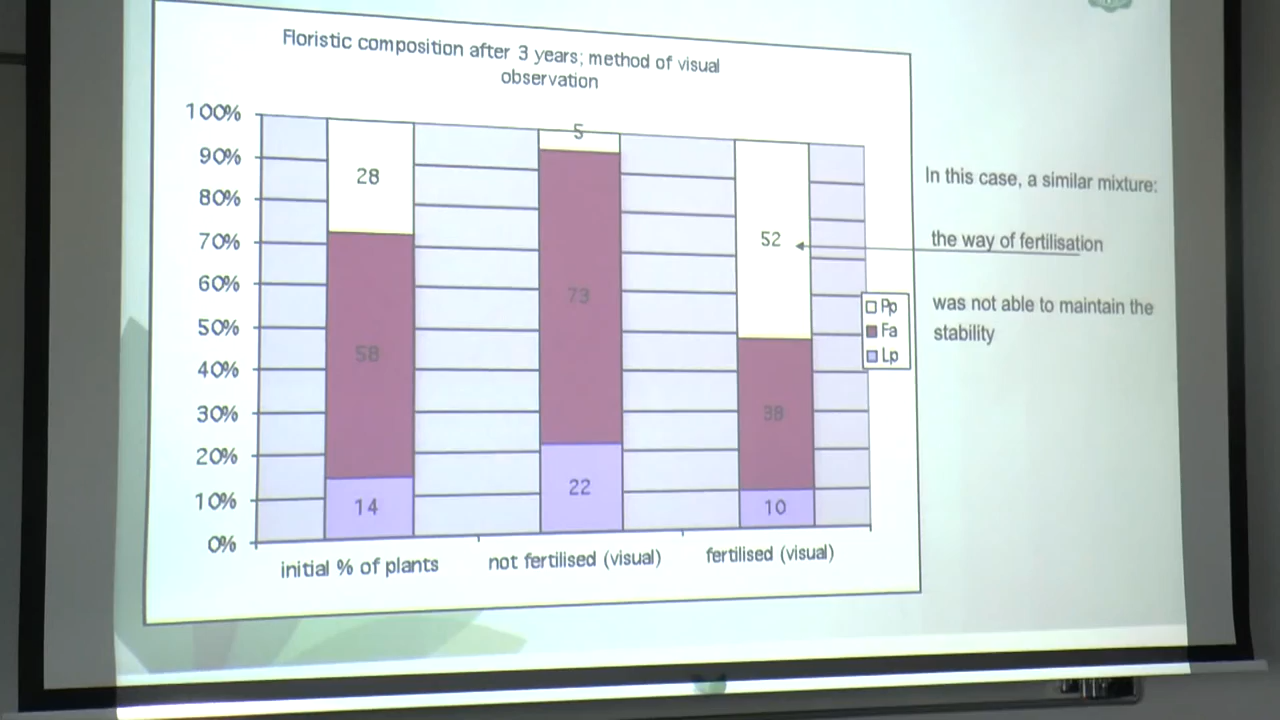 Floristic composition after 3 years; method of visual
observation
100%
90%
80%
70%
60%
50%
40%
30%
20%
10%
0%
28
58
14
5
73
22
52
38
10
initial % of plants
not fertilised (visual)
fertilised (visual)
Pp
Fa
Lp
In this case, a similar mixture:
the way of fertilisation
was not able to maintain the
stability